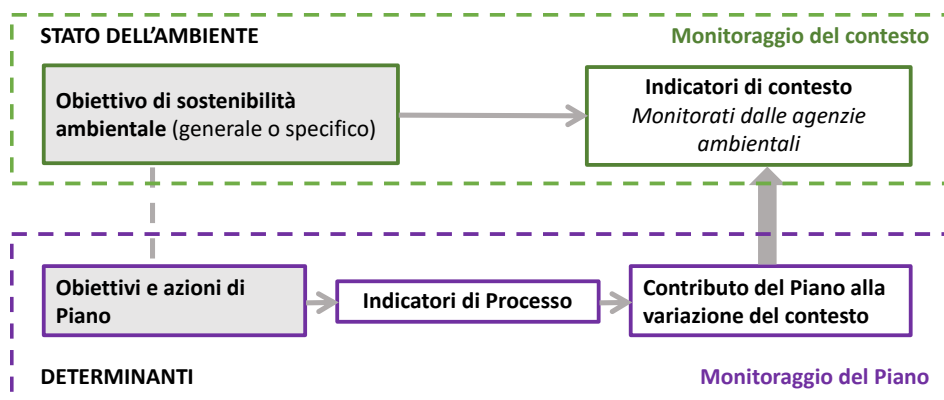 STATO DELL'AMBIENTE
Monitoraggio del contesto
Obiettivo di sostenibilità
ambientale (generale o specifico)
Indicatori di contesto
Monitorati dalle agenzie
ambientali
Obiettivi e azioni di
Piano
Indicatori di Processo
Contributo del Piano alla
variazione del contesto
DETERMINANTI
Monitoraggio del Piano